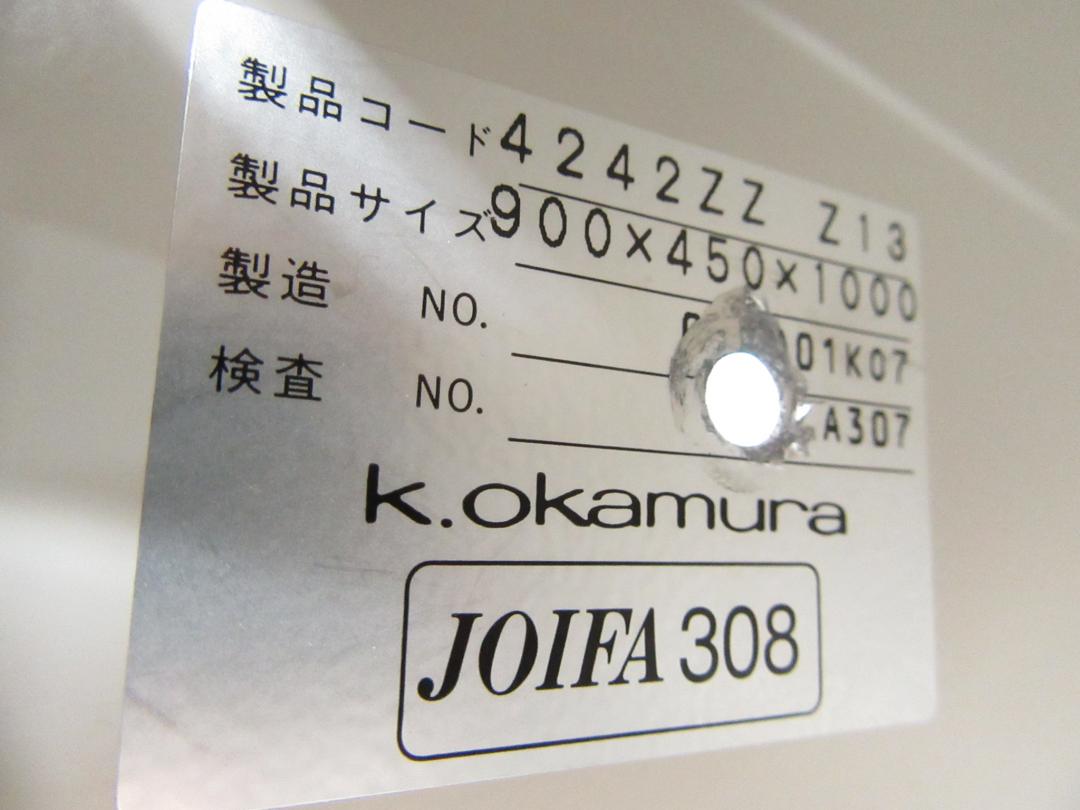 製品コード 4242ZZ Z13
製品サイズ 900×450×1000
製造 NO.
検査 NO. A307
k.okamura
JOIFA 308